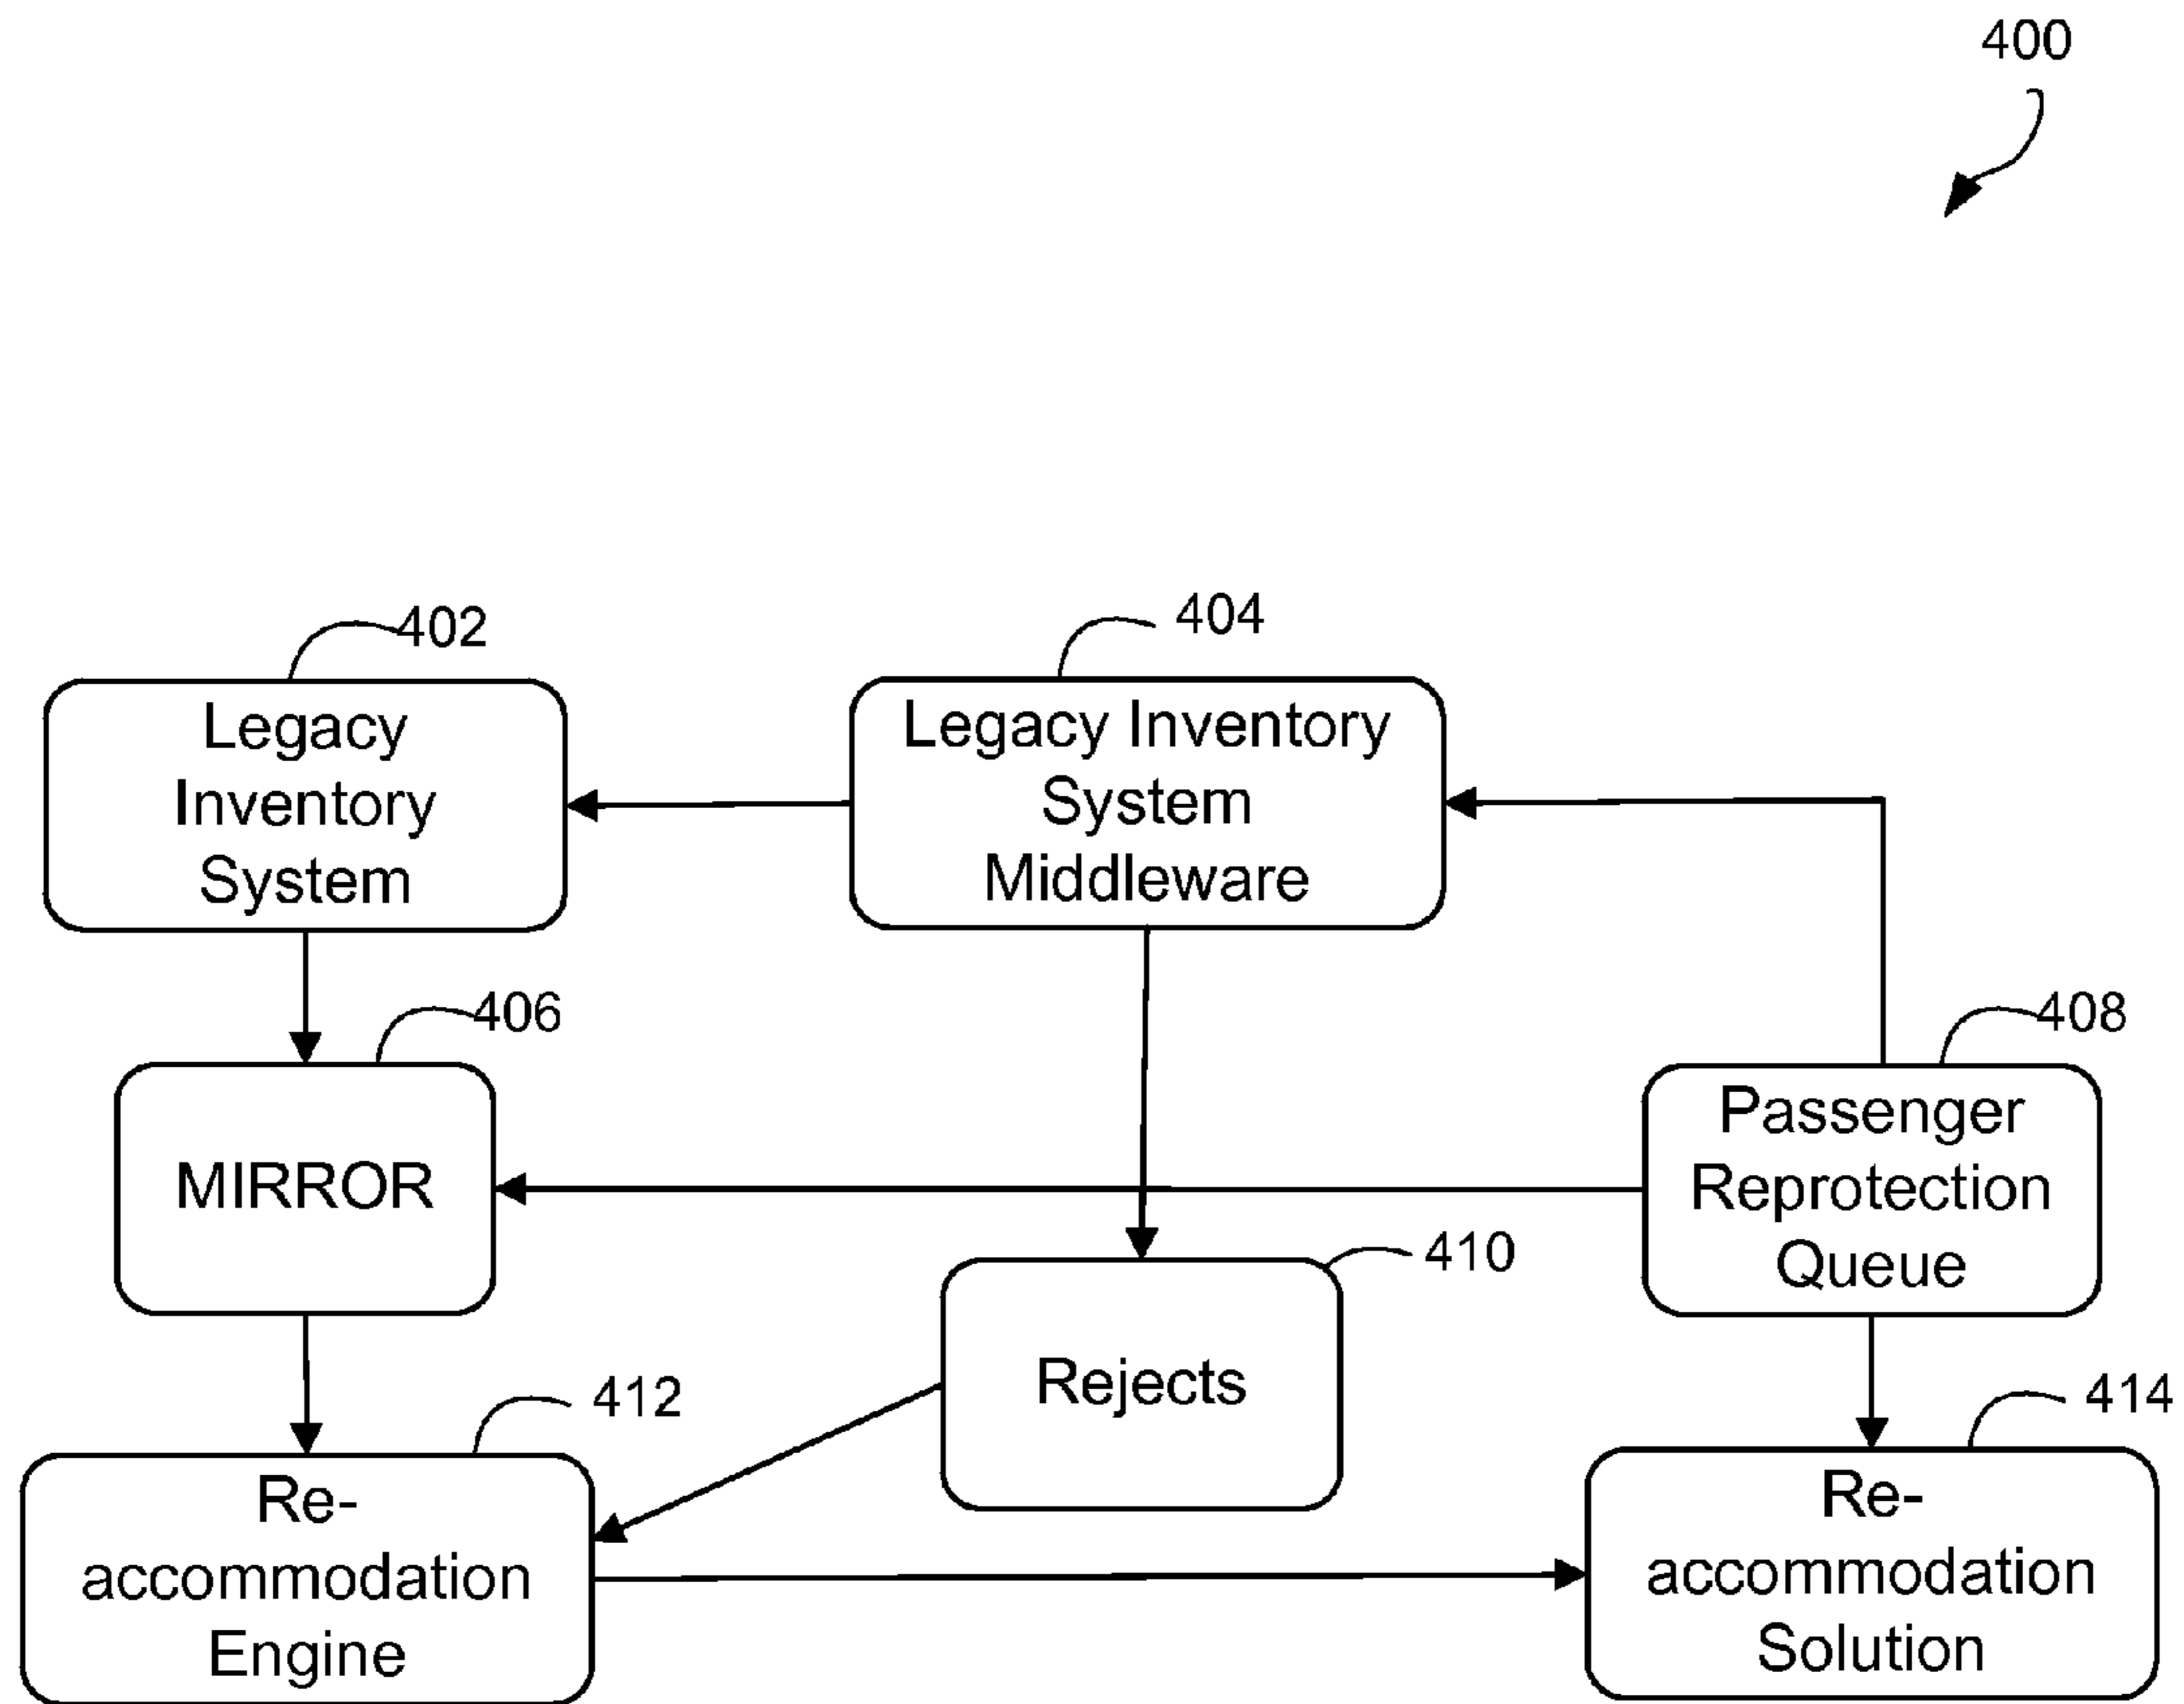 400
402
404
Legacy
Inventory
System
Legacy Inventory
System
Middleware
406
408
MIRROR
Passenger
Reprotection
Queue
410
Rejects
412
414
Re-
accommodation
Engine
Re-
accommodation
Solution